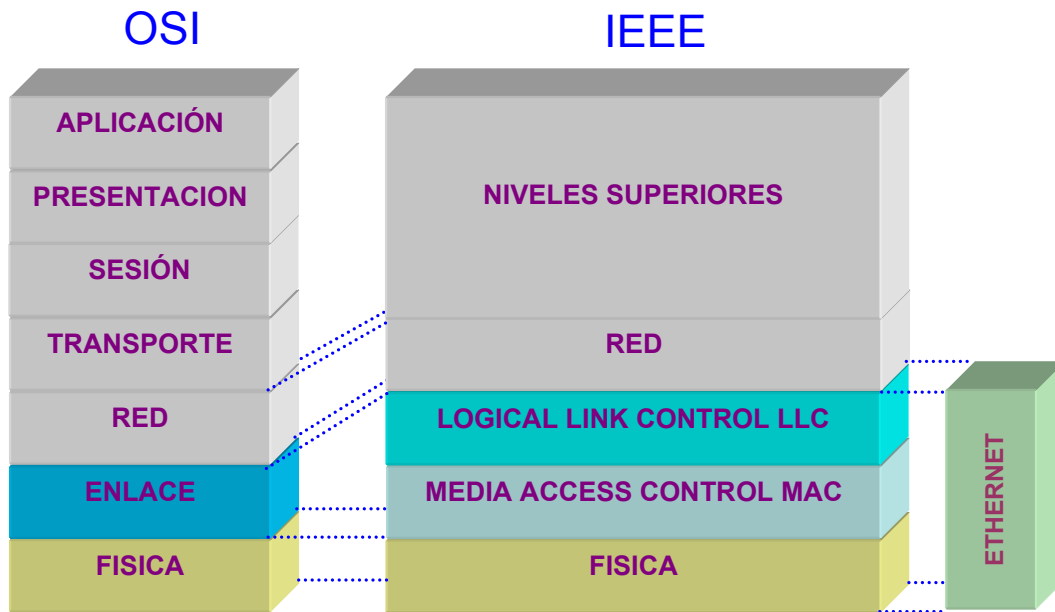 OSI
IEEE
APLICACIÓN
PRESENTACION
SESIÓN
TRANSPORTE
RED
ENLACE
FISICA
NIVELES SUPERIORES
RED
LOGICAL LINK CONTROL LLC
MEDIA ACCESS CONTROL MAC
FISICA
ETHERNET